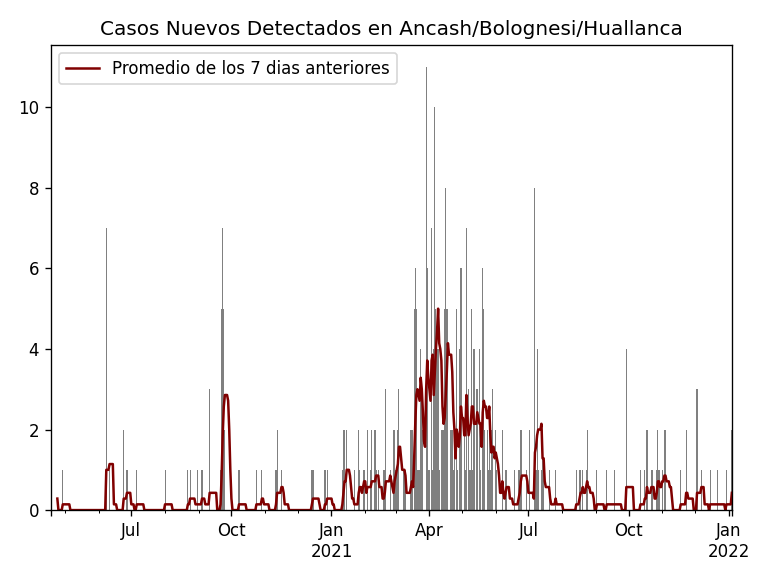 Casos Nuevos Detectados en Ancash/Bolognesi/Huallanca
Promedio de los 7 dias anteriores
10
8
6
4
2
0
Jul Oct Jan Apr Jul Oct Jan
2021 2022